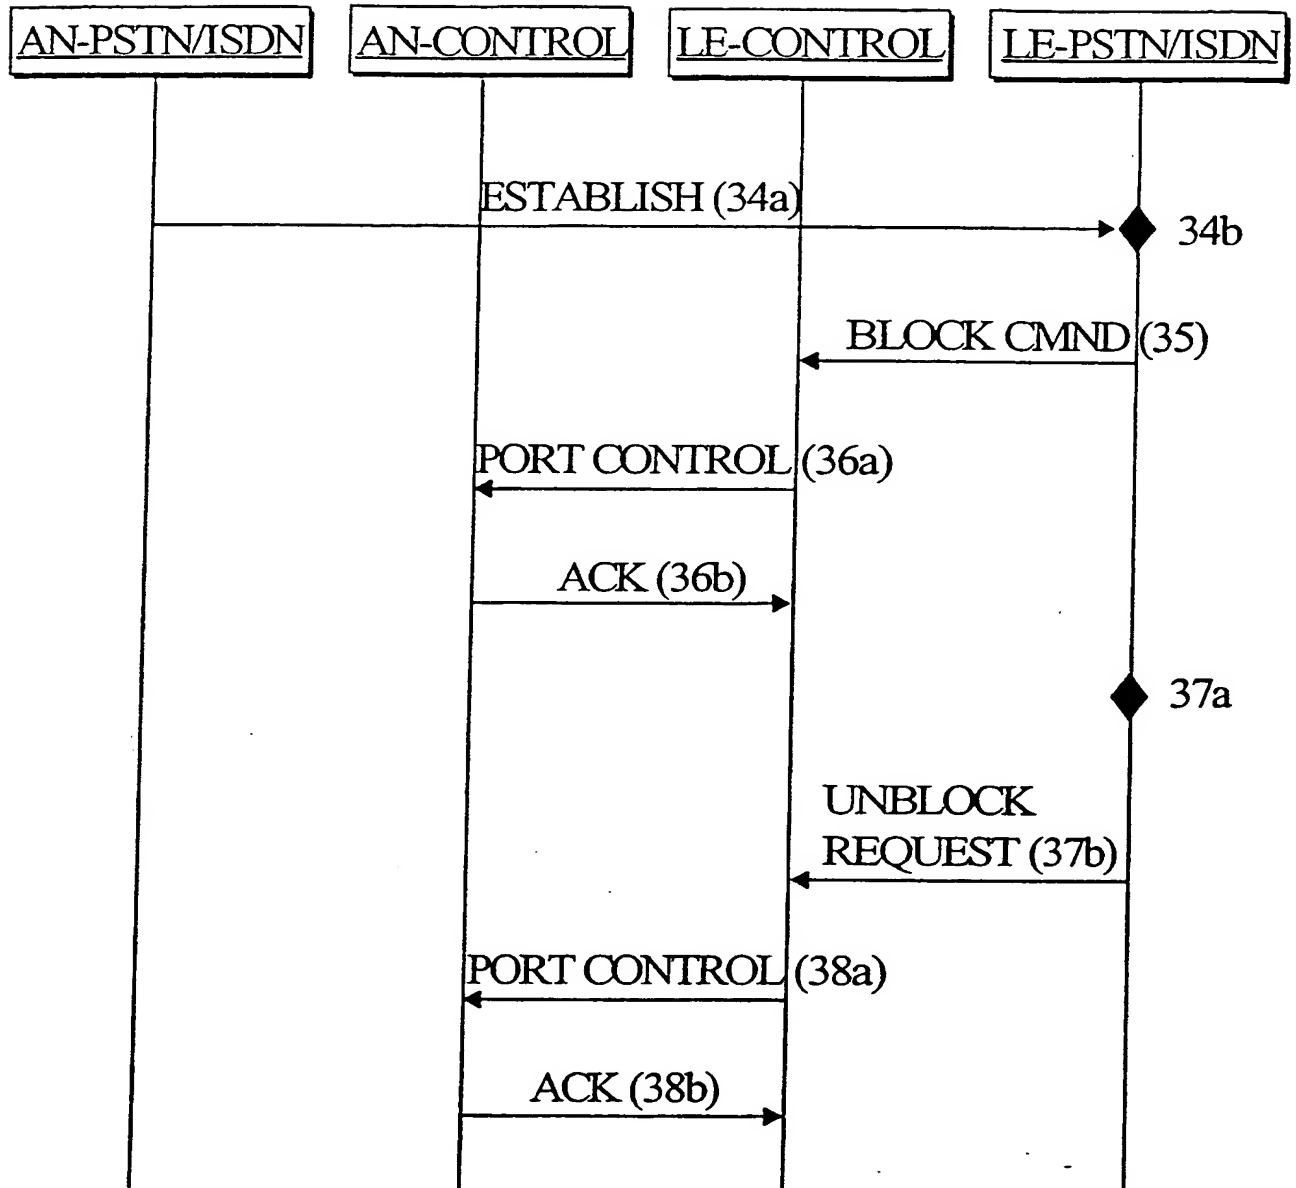 AN-PSTN/ISDN
AN-CONTROL
LE-CONTROL
LE-PSTN/ISDN
ESTABLISH (34a)
34b
BLOCK CMND (35)
PORT CONTROL (36a)
ACK (36b)
37a
UNBLOCK
REQUEST (37b)
PORT CONTROL (38a)
ACK (38b)